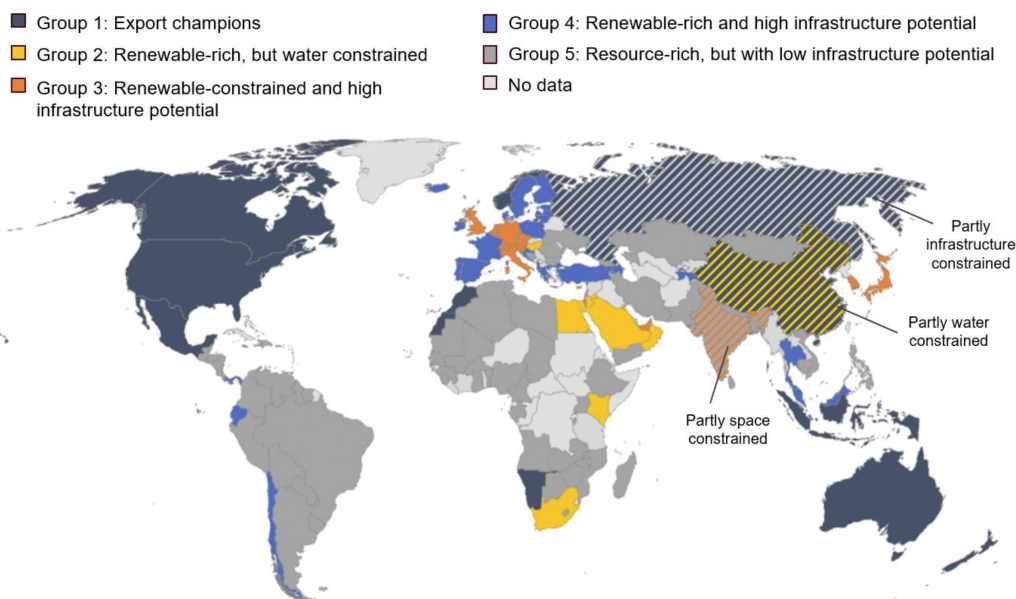 Group 1: Export champions
Group 2: Renewable-rich, but water constrained
Group 3: Renewable-constrained and high
infrastructure potential
Group 4: Renewable-rich and high infrastructure potential
Group 5: Resource-rich, but with low infrastructure potential
No data
Partly
infrastructure
constrained
Partly water
constrained
Partly space
constrained